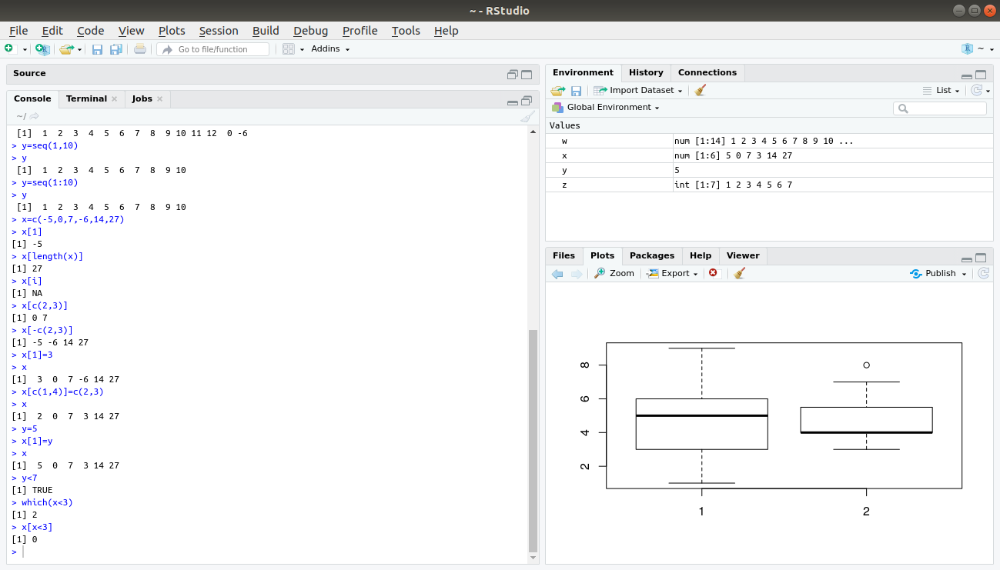 ~ - RStudio
File Edit Code View Plots Session Build Debug Profile Tools Help
Go to file/function Addins ~
Source
Console Terminal Jobs
~/
[1]  1  2  3  4  5  6  7  8  9 10 11 12  0 -6
> y=seq(1,10)
> y
[1]  1  2  3  4  5  6  7  8  9 10
> y=seq(1:10)
> y
[1]  1  2  3  4  5  6  7  8  9 10
> x=c(-5,0,7,-6,14,27)
> x[1]
[1] -5
> x[length(x)]
[1] 27
> x[i]
[1] NA
> x[c(2,3)]
[1] 0 7
> x[-c(2,3)]
[1] -5 -6 14 27
> x[1]=3
> x
[1]  3  0  7 -6 14 27
> x[c(1,4)]=c(2,3)
> x
[1]  2  0  7  3 14 27
> y=5
> x[1]=y
> x
[1]  5  0  7  3 14 27
> y<7
[1] TRUE
> which(x<3)
[1] 2
> x[x<3]
[1] 0
>
Environment History Connections
Import Dataset List
Global Environment
Values
w num [1:14] 1 2 3 4 5 6 7 8 9 10 ...
x num [1:6] 5 0 7 3 14 27
y 5
z int [1:7] 1 2 3 4 5 6 7
Files Plots Packages Help Viewer
Zoom Export Publish
8
6
4
2
1 2